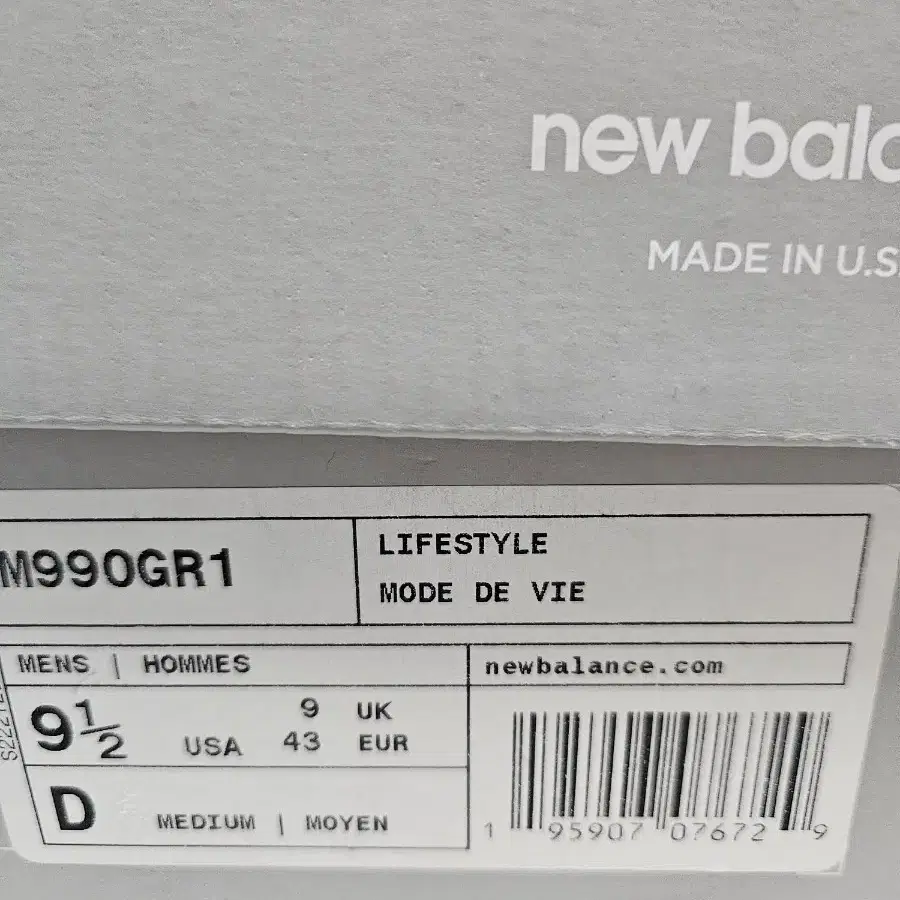 new bala
MADE IN U.S.
M990GR1
LIFESTYLE
MODE DE VIE
MENS | HOMMES
newbalance.com
9 1/2 USA
9 UK
43 EUR
D MEDIUM | MOYEN
1 95907 07672 9